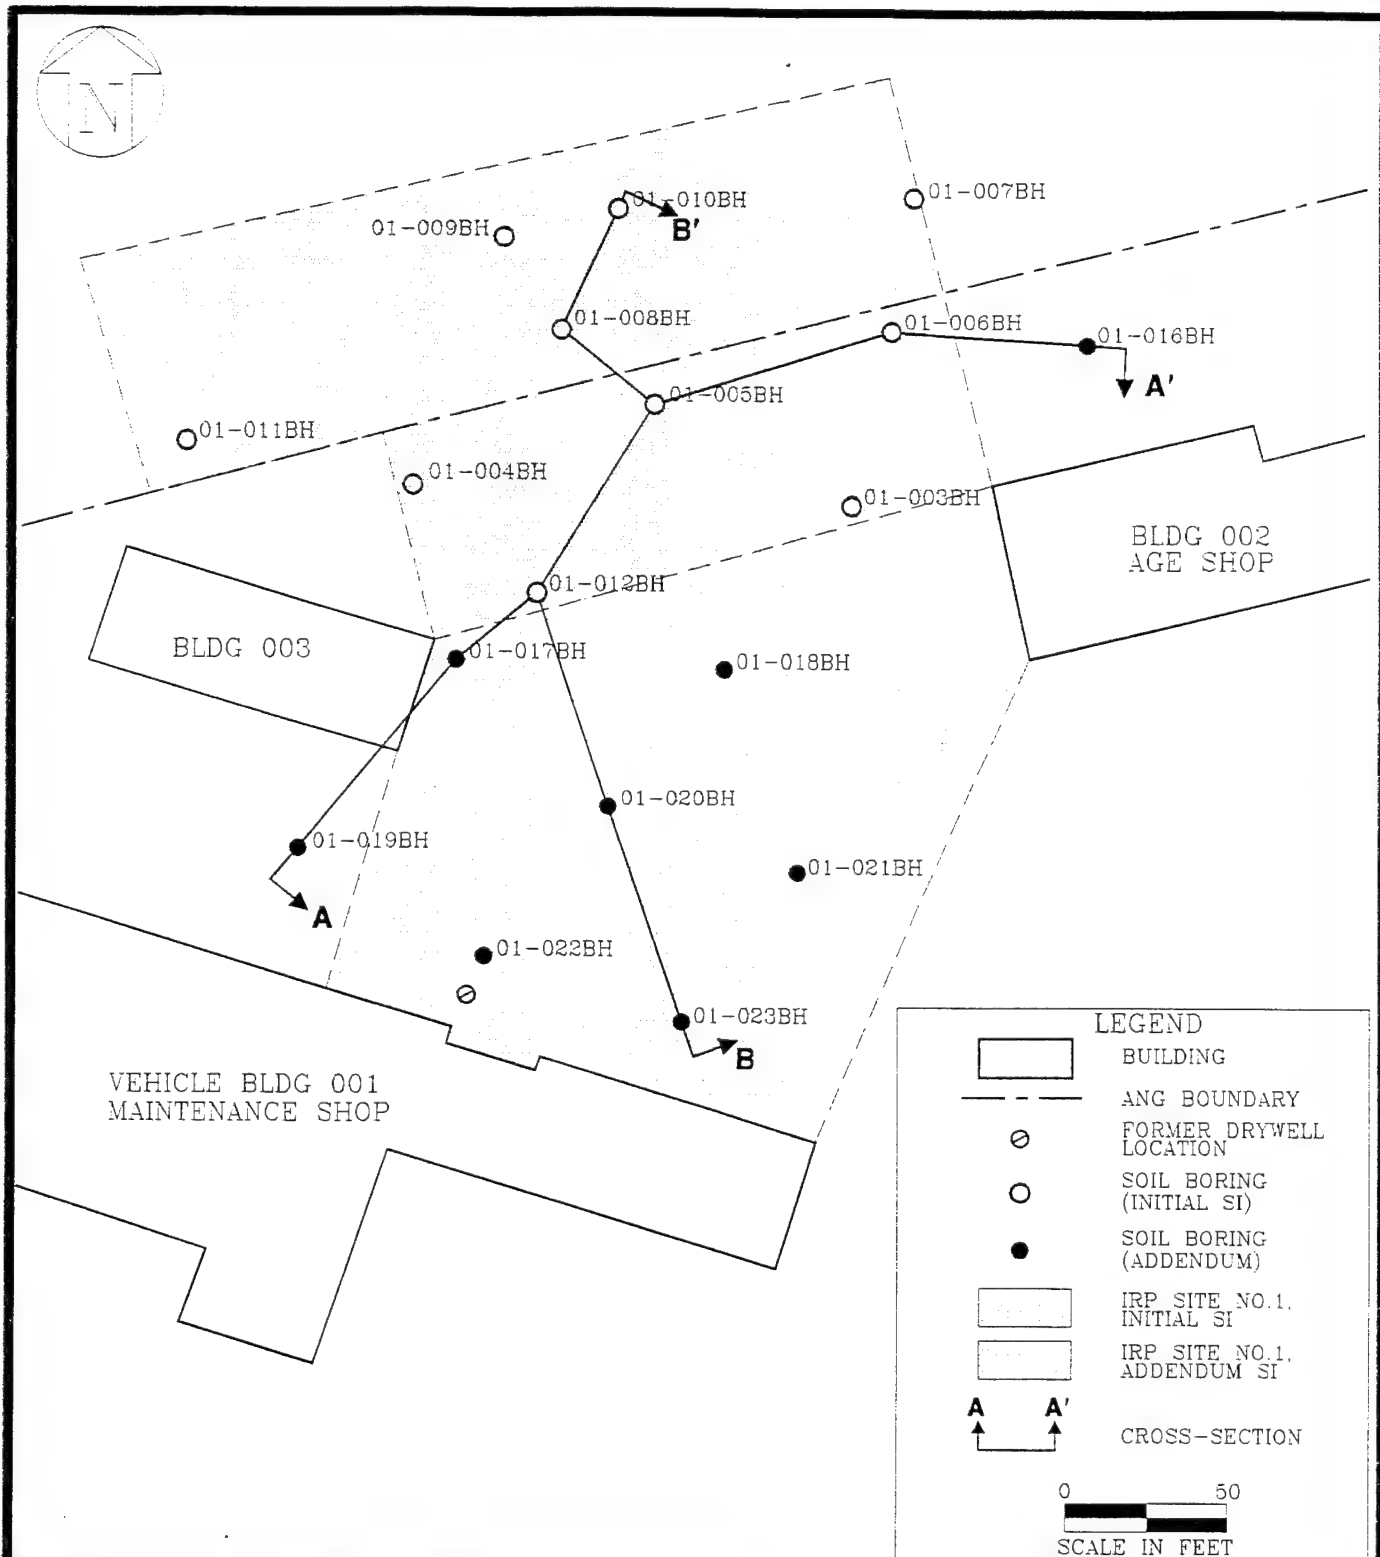 N
01-010BH
01-007BH
01-009BH
B'
01-008BH
01-006BH
01-016BH
A'
01-005BH
01-011BH
01-004BH
01-003BH
BLDG 002
AGE SHOP
01-012BH
BLDG 003
01-017BH
01-018BH
01-020BH
01-019BH
01-021BH
A
01-022BH
01-023BH
B
VEHICLE BLDG 001
MAINTENANCE SHOP
LEGEND
BUILDING
ANG BOUNDARY
FORMER DRYWELL
LOCATION
SOIL BORING
(INITIAL SI)
SOIL BORING
(ADDENDUM)
IRP SITE NO.1,
INITIAL SI
IRP SITE NO.1,
ADDENDUM SI
A A'
CROSS-SECTION
0 50
SCALE IN FEET